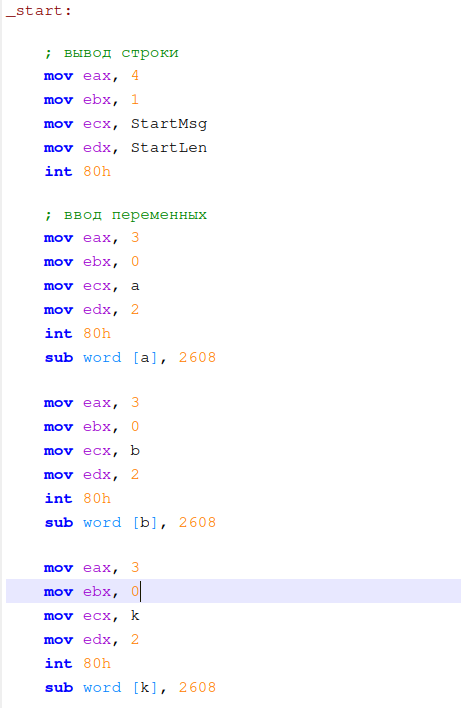 _start:
; вывод строки
mov eax, 4
mov ebx, 1
mov ecx, StartMsg
mov edx, StartLen
int 80h
; ввод переменных
mov eax, 3
mov ebx, 0
mov ecx, a
mov edx, 2
int 80h
sub word [a], 2608
mov eax, 3
mov ebx, 0
mov ecx, b
mov edx, 2
int 80h
sub word [b], 2608
mov eax, 3
mov ebx, 0
mov ecx, k
mov edx, 2
int 80h
sub word [k], 2608